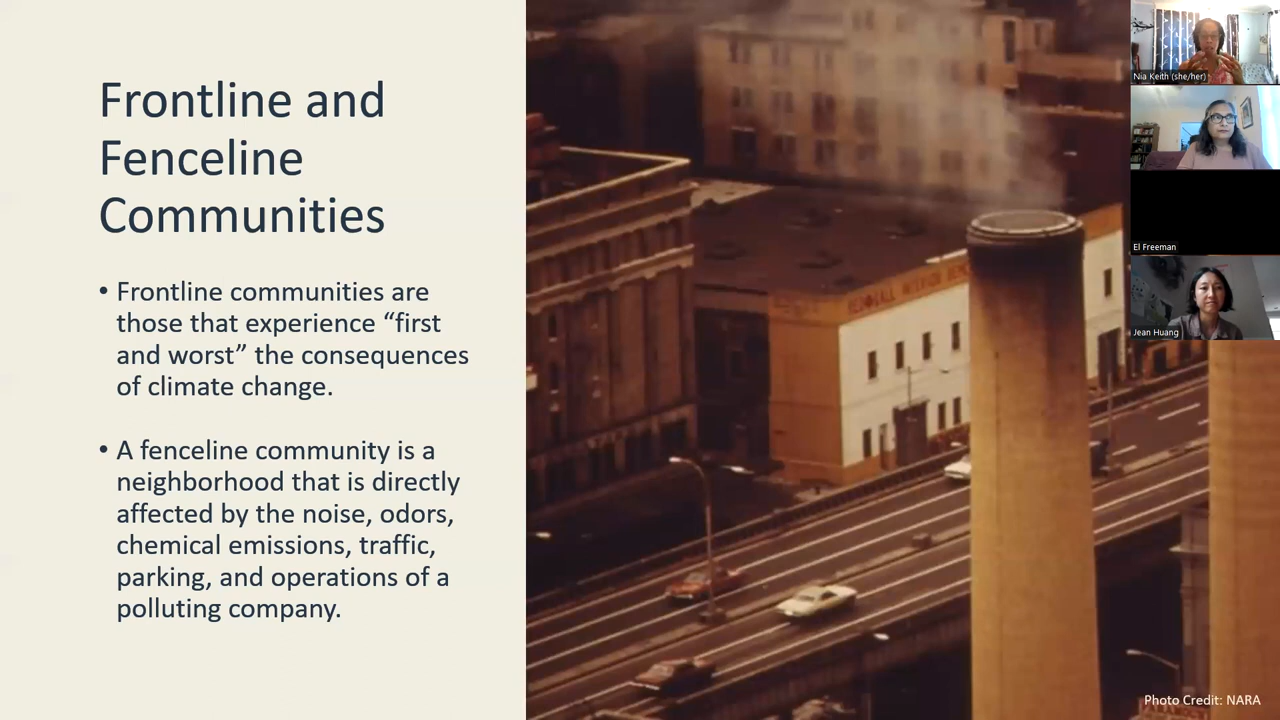 Frontline and
Fenceline
Communities
• Frontline communities are
those that experience “first
and worst” the consequences
of climate change.
• A fenceline community is a
neighborhood that is directly
affected by the noise, odors,
chemical emissions, traffic,
parking, and operations of a
polluting company.
Nia Keith (she/her)
El Freeman
Jean Huang
Photo Credit: NARA